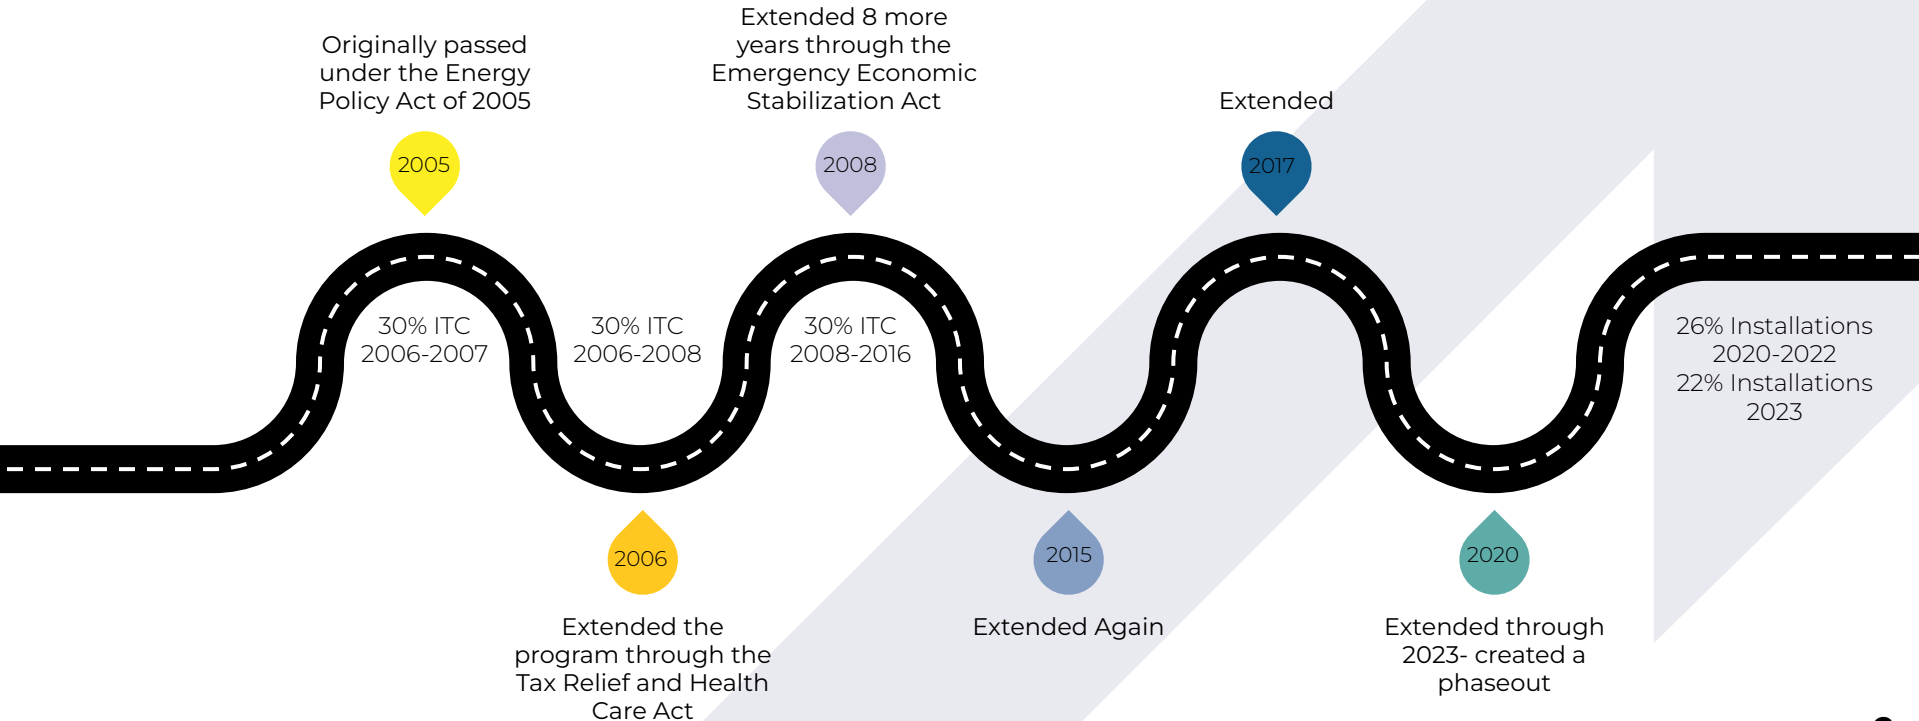 Originally passed
under the Energy
Policy Act of 2005
2005
30% ITC
2006-2007
30% ITC
2006-2008
2006
Extended the
program through the
Tax Relief and Health
Care Act
Extended 8 more
years through the
Emergency Economic
Stabilization Act
2008
30% ITC
2008-2016
2015
Extended Again
Extended
2017
2020
Extended through
2023- created a
phaseout
26% Installations
2020-2022
22% Installations
2023